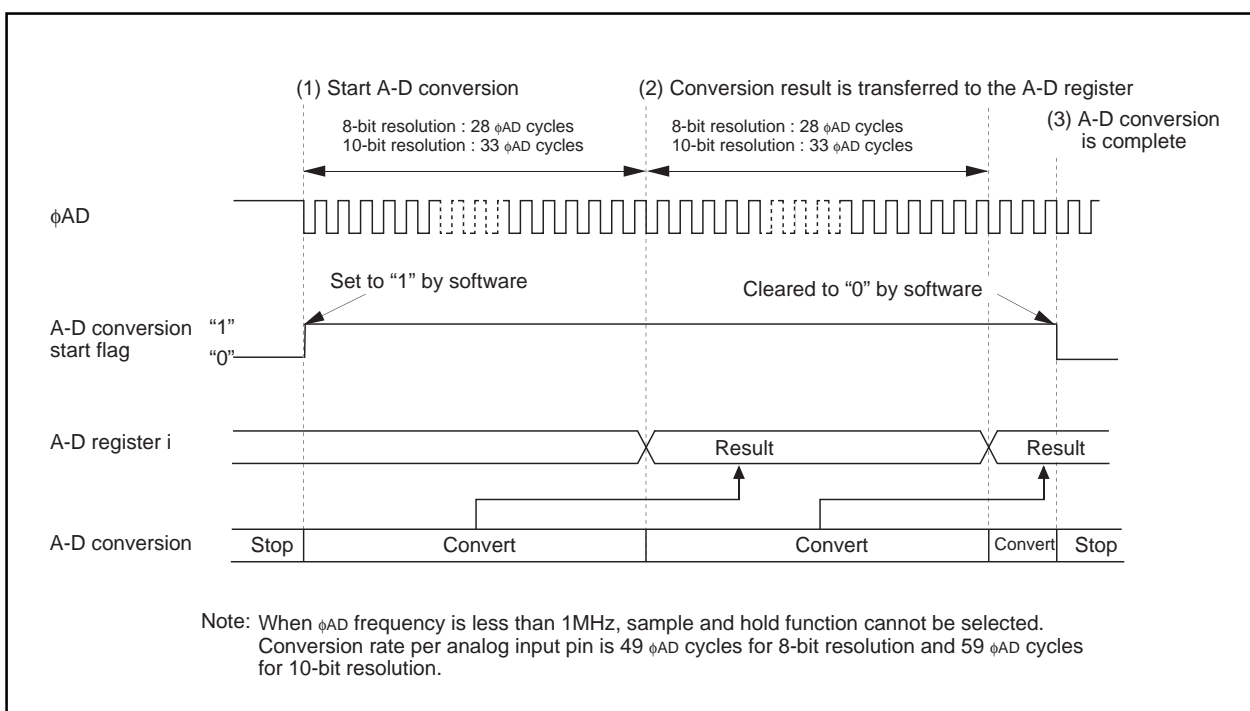 (1) Start A-D conversion
(2) Conversion result is transferred to the A-D register
8-bit resolution : 28 ϕAD cycles
10-bit resolution : 33 ϕAD cycles
8-bit resolution : 28 ϕAD cycles
10-bit resolution : 33 ϕAD cycles
(3) A-D conversion
is complete
ϕAD
Set to “1” by software
Cleared to “0” by software
A-D conversion “1”
start flag
“0”
A-D register i
Result
Result
A-D conversion
Stop
Convert
Convert
Convert
Stop
Note: When ϕAD frequency is less than 1MHz, sample and hold function cannot be selected.
Conversion rate per analog input pin is 49 ϕAD cycles for 8-bit resolution and 59 ϕAD cycles
for 10-bit resolution.